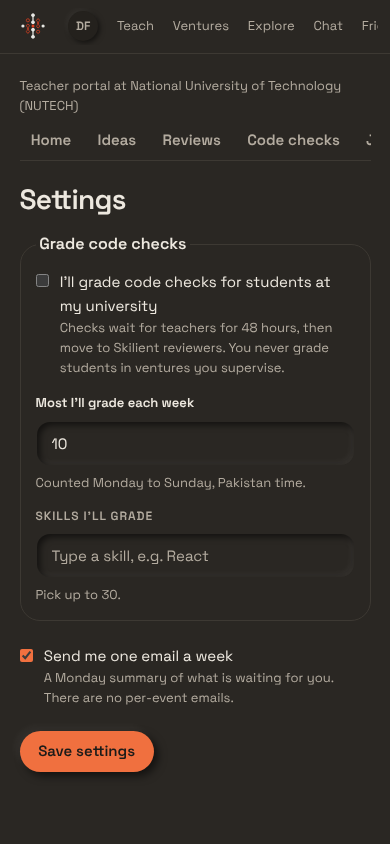 DF Teach Ventures Explore Chat
Teacher portal at National University of Technology
(NUTECH)
Home Ideas Reviews Code checks
Settings
Grade code checks
I'll grade code checks for students at
my university
Checks wait for teachers for 48 hours, then
move to Skilient reviewers. You never grade
students in ventures you supervise.
Most I'll grade each week
10
Counted Monday to Sunday, Pakistan time.
SKILLS I'LL GRADE
Type a skill, e.g. React
Pick up to 30.
Send me one email a week
A Monday summary of what is waiting for you.
There are no per-event emails.
Save settings